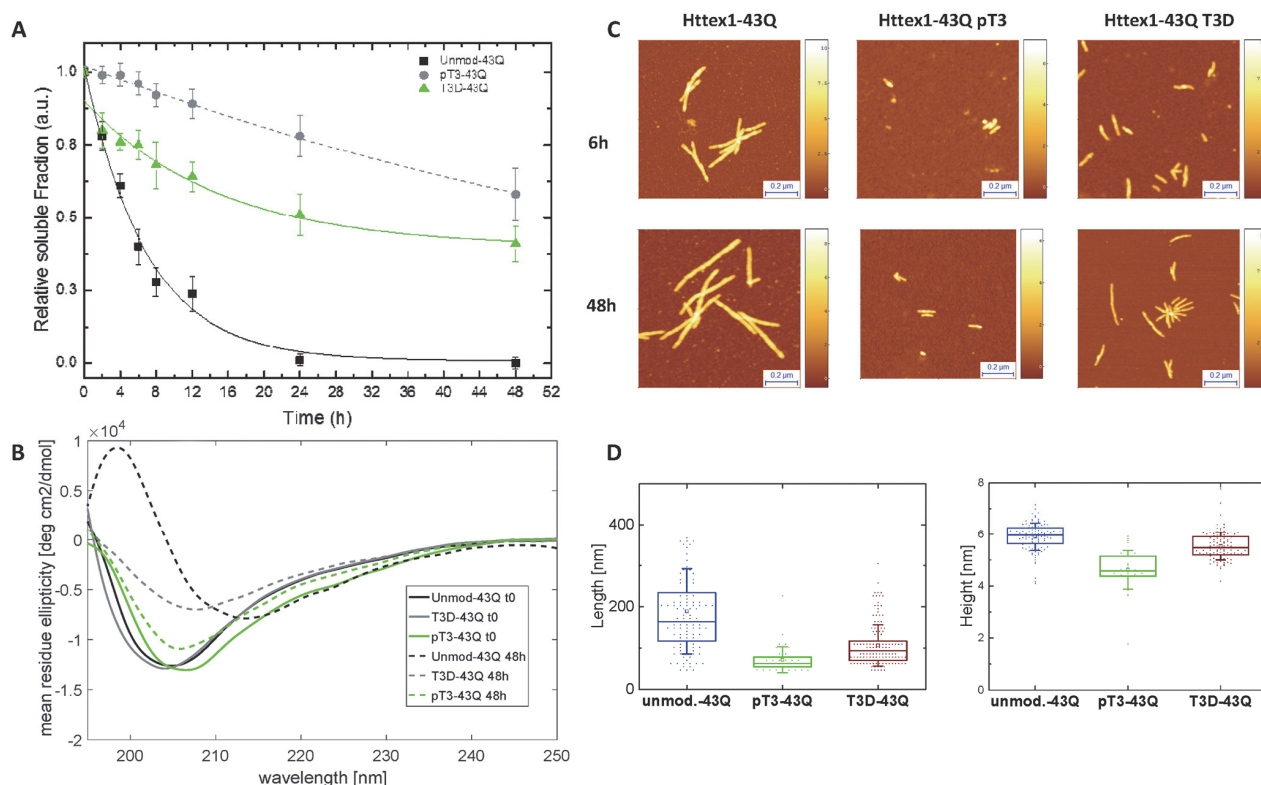 A
Relative soluble Fraction (a.u.)
1.0
0.8
0.5
0.3
0.0
0 4 8 12 16 20 24 28 32 36 40 44 48 52
Time (h)
Unmod-43Q
pT3-43Q
T3D-43Q
B
×10⁴
mean residue ellipticity [deg cm2/dmol]
1
0.5
0
-0.5
-1
-1.5
-2
200 210 220 230 240 250
wavelength [nm]
Unmod-43Q t0
T3D-43Q t0
pT3-43Q t0
Unmod-43Q 48h
T3D-43Q 48h
pT3-43Q 48h
C
Httex1-43Q Httex1-43Q pT3 Httex1-43Q T3D
6h
0.2 µm 0.2 µm 0.2 µm
48h
0.2 µm 0.2 µm 0.2 µm
D
Length [nm]
400
200
0
unmod.-43Q pT3-43Q T3D-43Q
Height [nm]
8
6
4
2
0
unmod.-43Q pT3-43Q T3D-43Q